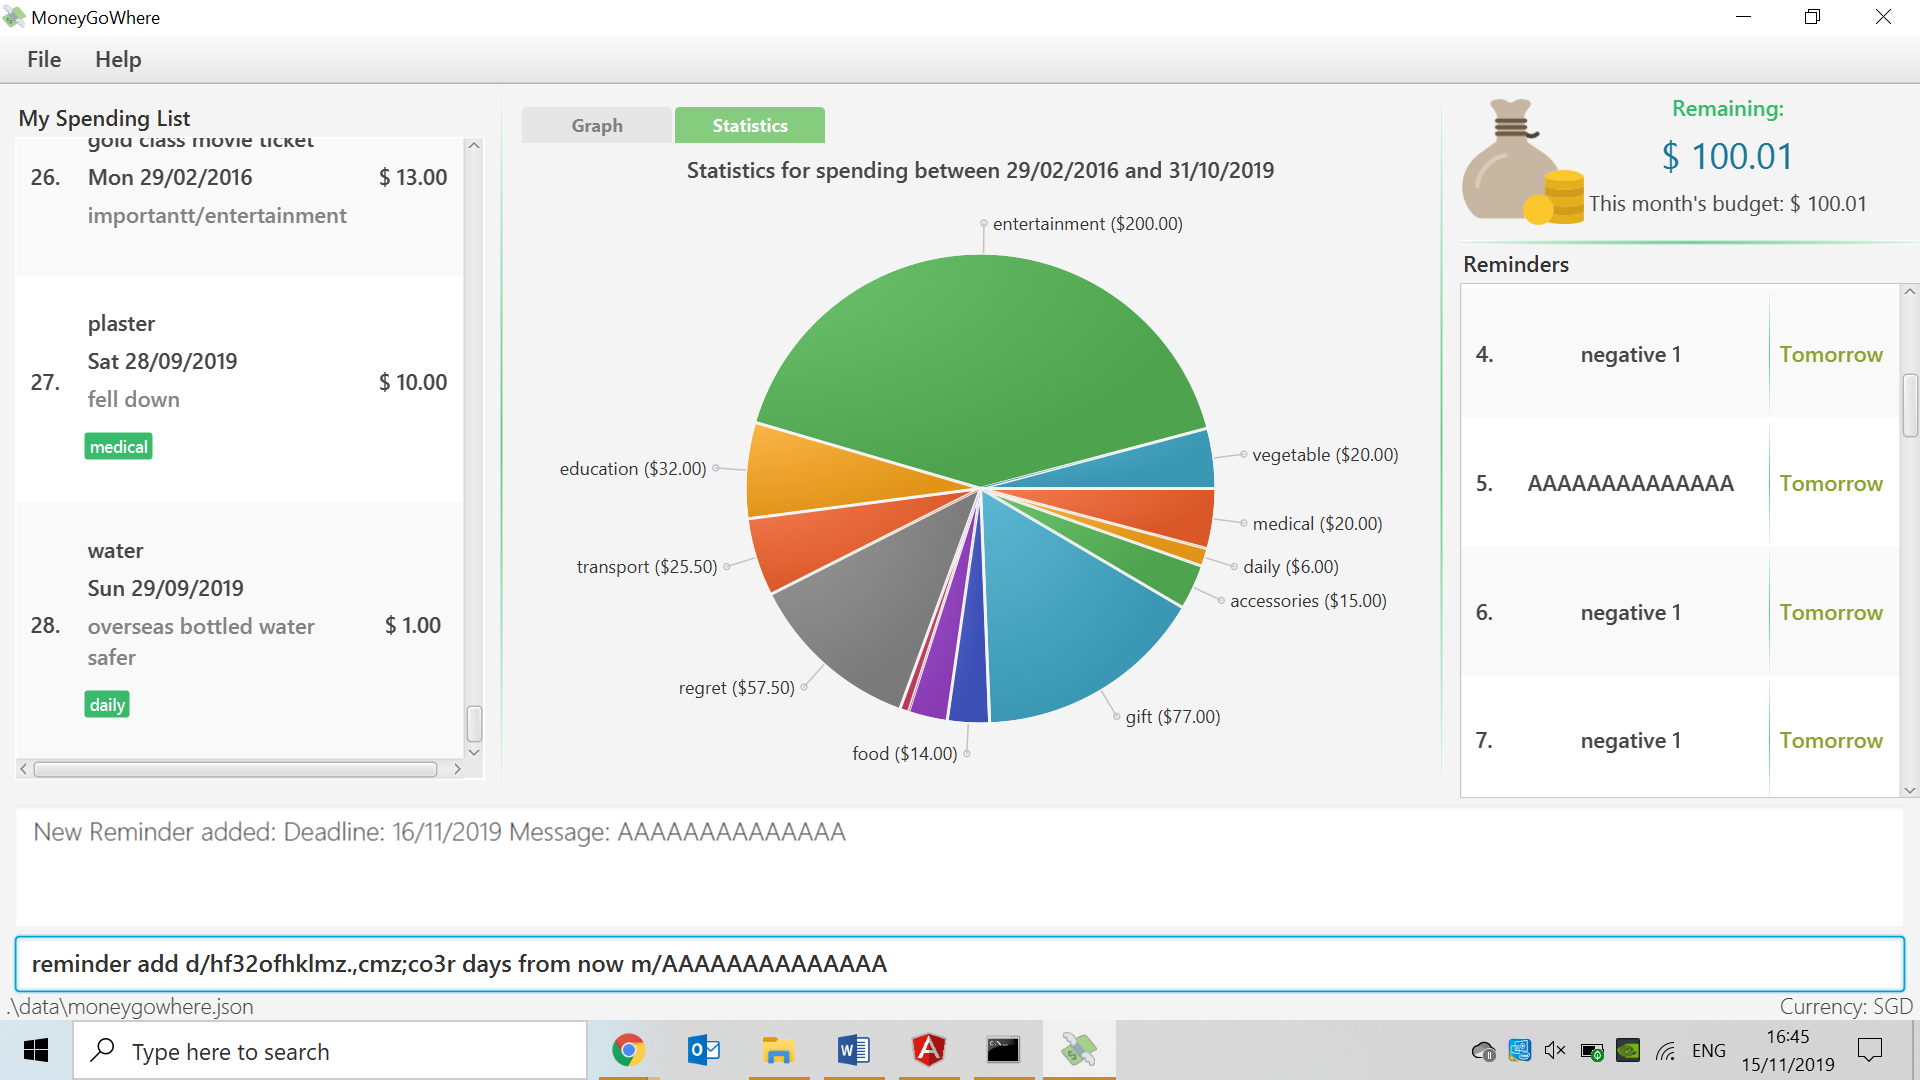 MoneyGoWhere
File
Help
My Spending List
gold class movie ticket
26.
Mon 29/02/2016
$ 13.00
importantt/entertainment
plaster
Sat 28/09/2019
27.
$ 10.00
fell down
medical
water
Sun 29/09/2019
28.
overseas bottled water
safer
$ 1.00
daily
Graph
Statistics
Statistics for spending between 29/02/2016 and 31/10/2019
entertainment ($200.00)
education ($32.00)
vegetable ($20.00)
medical ($20.00)
transport ($25.50)
daily ($6.00)
accessories ($15.00)
regret ($57.50)
gift ($77.00)
food ($14.00)
Remaining:
$ 100.01
This month's budget: $ 100.01
Reminders
4.
negative 1
Tomorrow
5.
AAAAAAAAAAAAAA
Tomorrow
6.
negative 1
Tomorrow
7.
negative 1
Tomorrow
New Reminder added: Deadline: 16/11/2019 Message: AAAAAAAAAAAAAA
reminder add d/hf32ofhklmz.,cmz;co3r days from now m/AAAAAAAAAAAAAA
.\data\moneygowhere.json
Currency: SGD
Type here to search
ENG
16:45
15/11/2019